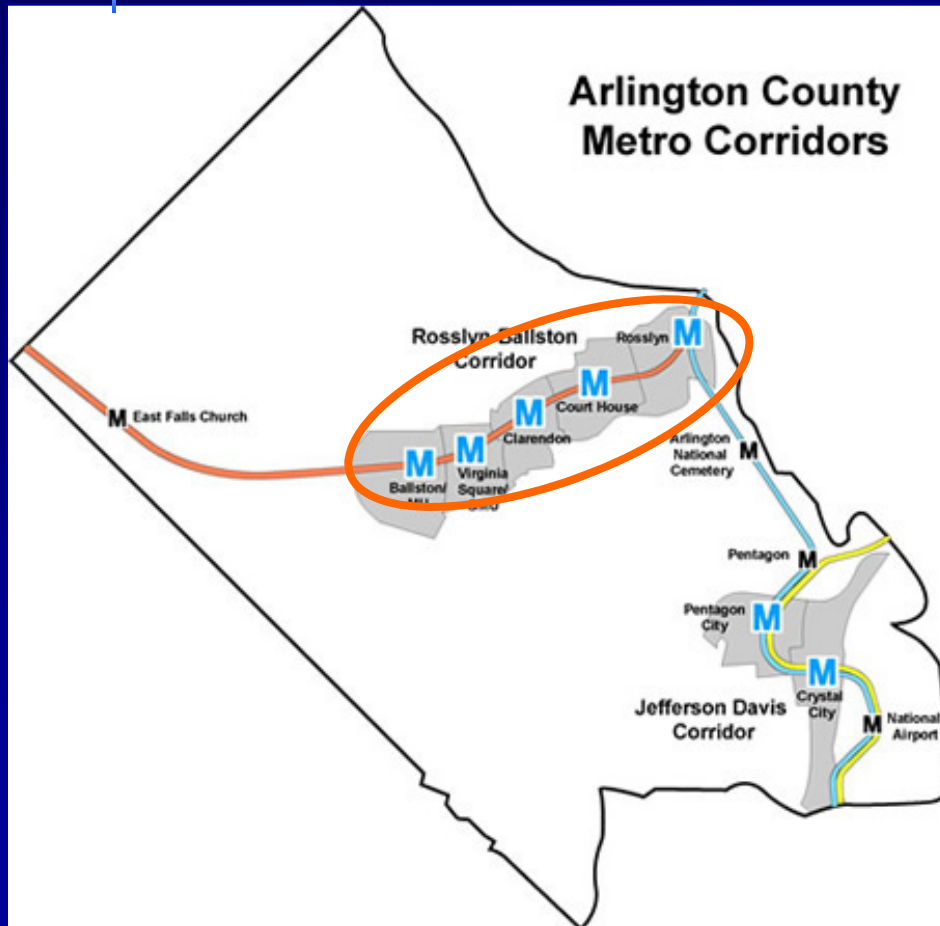 Arlington County
Metro Corridors
Rosslyn-Ballston
Corridor
Rosslyn
M
M
Court House
M
Clarendon
M
East Falls Church
M
Ballston/
M
Virginia
Square/
Arlington
National
Cemetery
M
Pentagon
M
Pentagon
City
M
M
Crystal
City
Jefferson Davis
Corridor
M
National
Airport